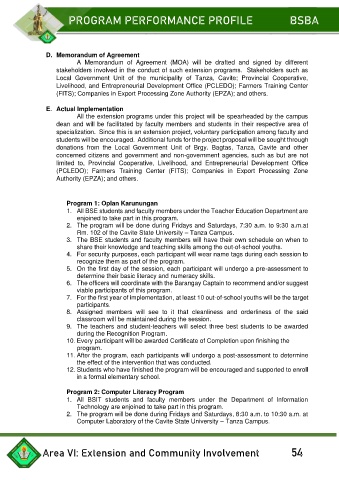 PROGRAM PERFORMANCE PROFILE BSBA
D. Memorandum of Agreement
A Memorandum of Agreement (MOA) will be drafted and signed by different
stakeholders involved in the conduct of such extension programs. Stakeholders such as
Local Government Unit of the municipality of Tanza, Cavite; Provincial Cooperative,
Livelihood, and Entrepreneurial Development Office (PCLEDO); Farmers Training Center
(FITS); Companies in Export Processing Zone Authority (EPZA); and others.
E. Actual Implementation
All the extension programs under this project will be spearheaded by the campus
dean and will be facilitated by faculty members and students in their respective area of
specialization. Since this is an extension project, voluntary participation among faculty and
students will be encouraged. Additional funds for the project proposal will be sought through
donations from the Local Government Unit of Brgy. Bagtas, Tanza, Cavite and other
concerned citizens and government and non-government agencies, such as but are not
limited to, Provincial Cooperative, Livelihood, and Entrepreneurial Development Office
(PCLEDO); Farmers Training Center (FITS); Companies in Export Processing Zone
Authority (EPZA); and others.
Program 1: Oplan Karunungan
1. All BSE students and faculty members under the Teacher Education Department are
enjoined to take part in this program.
2. The program will be done during Fridays and Saturdays, 7:30 a.m. to 9:30 a.m at
Rm. 102 of the Cavite State University – Tanza Campus.
3. The BSE students and faculty members will have their own schedule on when to
share their knowledge and teaching skills among the out-of-school youths.
4. For security purposes, each participant will wear name tags during each session to
recognize them as part of the program.
5. On the first day of the session, each participant will undergo a pre-assessment to
determine their basic literacy and numeracy skills.
6. The officers will coordinate with the Barangay Captain to recommend and/or suggest
viable participants of this program.
7. For the first year of implementation, at least 10 out-of-school youths will be the target
participants.
8. Assigned members will see to it that cleanliness and orderliness of the said
classroom will be maintained during the session.
9. The teachers and student-teachers will select three best students to be awarded
during the Recognition Program.
10. Every participant will be awarded Certificate of Completion upon finishing the
program.
11. After the program, each participants will undergo a post-assessment to determine
the effect of the intervention that was conducted.
12. Students who have finished the program will be encouraged and supported to enroll
in a formal elementary school.
Program 2: Computer Literacy Program
1. All BSIT students and faculty members under the Department of Information
Technology are enjoined to take part in this program.
2. The program will be done during Fridays and Saturdays, 8:30 a.m. to 10:30 a.m. at
Computer Laboratory of the Cavite State University – Tanza Campus.
Area VI: Extension and Community Involvement 54